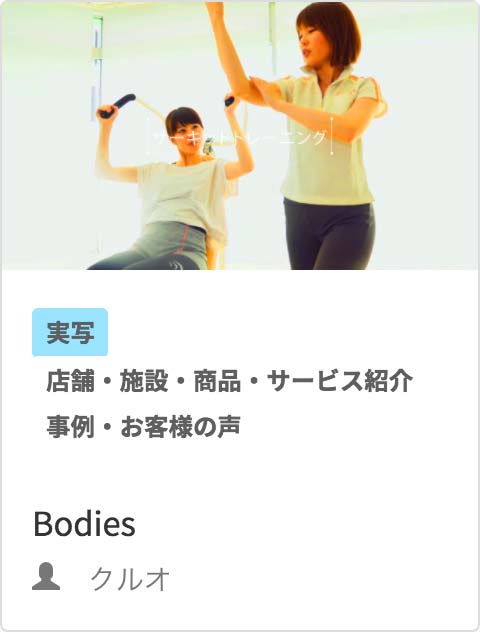 サーキットトレーニング
実写
店舗・施設・商品・サービス紹介
事例・お客様の声
Bodies
クルオ